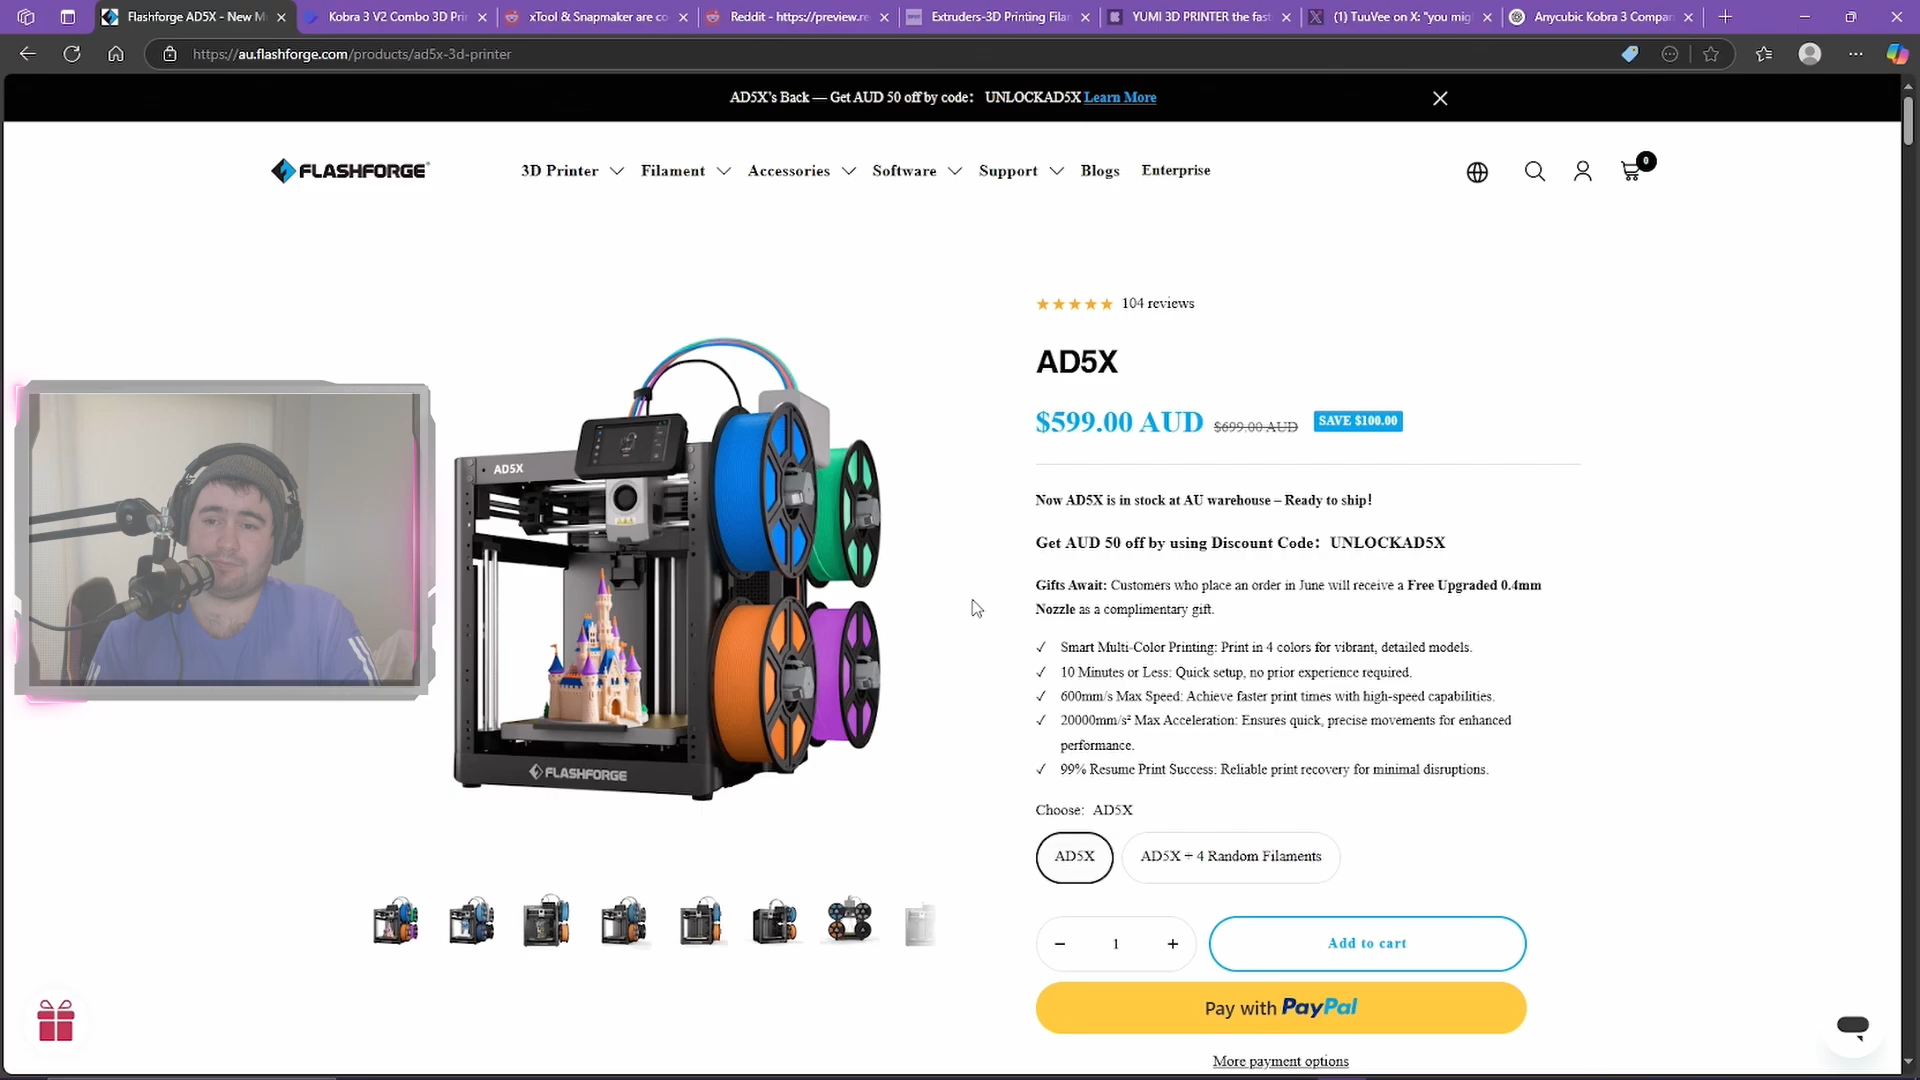 Flashforge AD5X - New M
Kobra 3 V2 Combo 3D Pri
xTool & Snapmaker are co
Reddit - https://preview.re
Extruders-3D Printing Fila
YUMI 3D PRINTER the fast
(1) TuuVee on X: "you mig
Anycubic Kobra 3 Compa
https://au.flashforge.com/products/ad5x-3d-printer
AD5X's Back — Get AUD 50 off by code: UNLOCKAD5X Learn More
FLASHFORGE
3D Printer
Filament
Accessories
Software
Support
Blogs
Enterprise
0
104 reviews
AD5X
$599.00 AUD $699.00 AUD SAVE $100.00
Now AD5X is in stock at AU warehouse – Ready to ship!
Get AUD 50 off by using Discount Code: UNLOCKAD5X
Gifts Await: Customers who place an order in June will receive a Free Upgraded 0.4mm
Nozzle as a complimentary gift.
✓ Smart Multi-Color Printing: Print in 4 colors for vibrant, detailed models.
✓ 10 Minutes or Less: Quick setup, no prior experience required.
✓ 600mm/s Max Speed: Achieve faster print times with high-speed capabilities.
✓ 20000mm/s² Max Acceleration: Ensures quick, precise movements for enhanced
performance.
✓ 99% Resume Print Success: Reliable print recovery for minimal disruptions.
Choose: AD5X
AD5X
AD5X + 4 Random Filaments
− 1 +
Add to cart
Pay with PayPal
More payment options
AD5X
FLASHFORGE